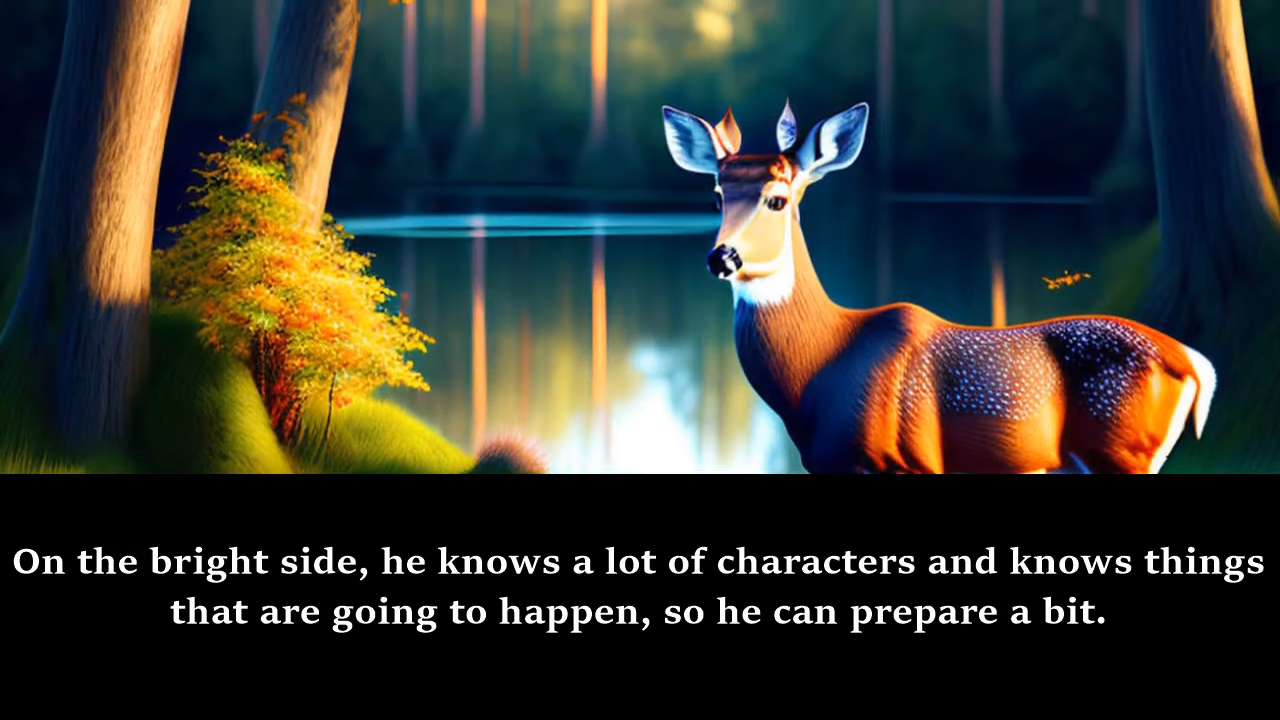 On the bright side, he knows a lot of characters and knows things
that are going to happen, so he can prepare a bit.